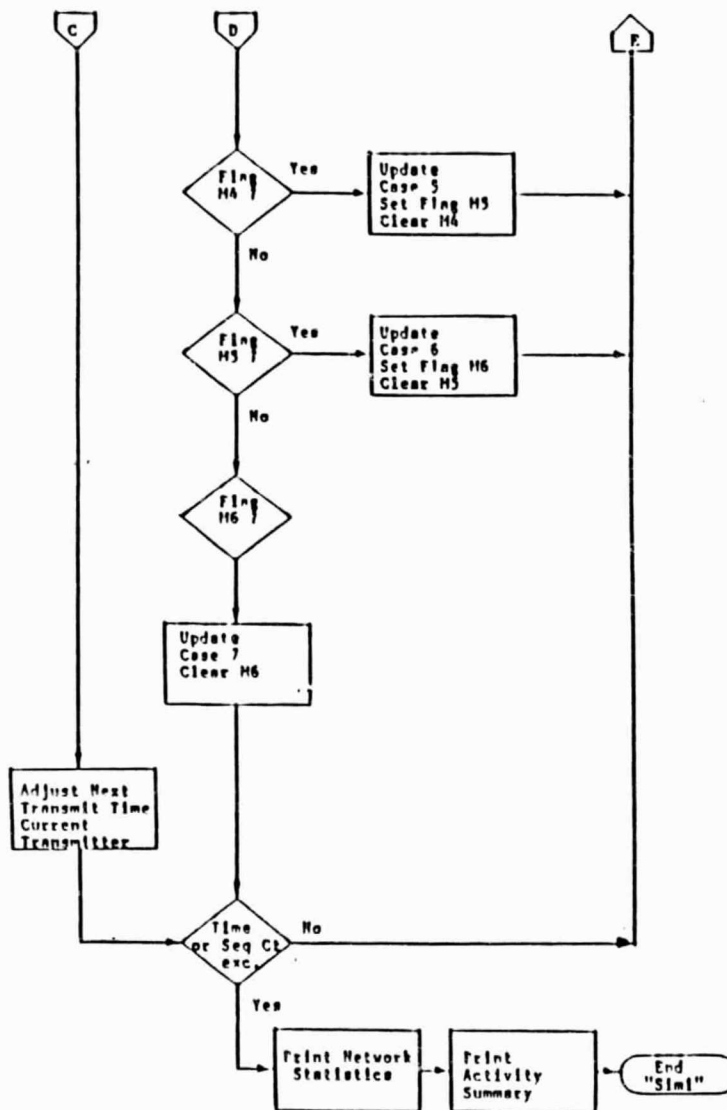 C
D
E
Flag
M4 ?
Yes
Update
Case 5
Set Flag M5
Clear M4
No
Flag
M5 ?
Yes
Update
Case 6
Set Flag M6
Clear M5
No
Flag
M6 ?
Update
Case 7
Clear M6
Adjust Next
Transmit Time
Current
Transmitter
Time
or Seq Ct
exc.
No
Yes
Print Network
Statistics
Print
Activity
Summary
End
"Sim1"